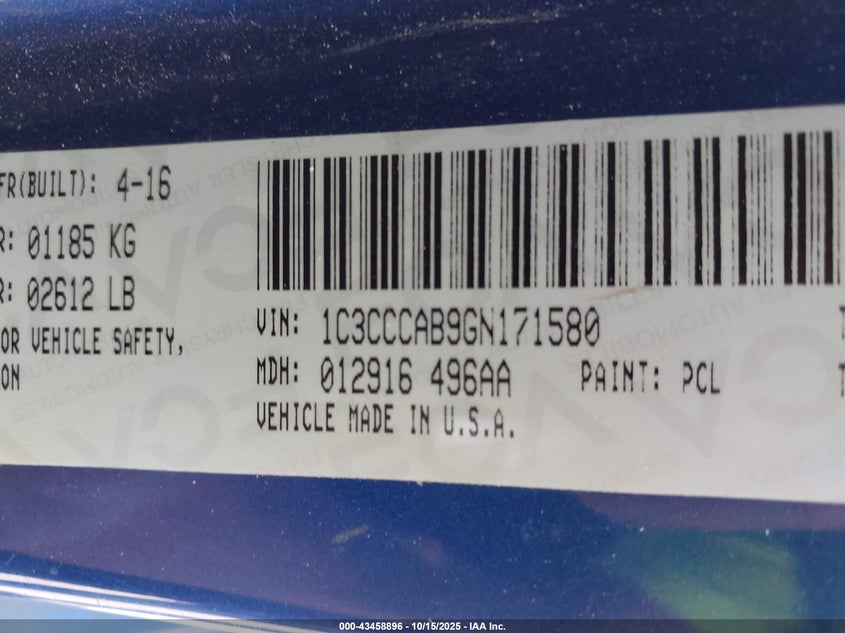 FR(BUILT): 4-16
R: 01185 KG
R: 02612 LB
OR VEHICLE SAFETY,
ON
VIN: 1C3CCCAB9GN171580
MDH: 012916 496AA PAINT: PCL
VEHICLE MADE IN U.S.A.
000-43458896 - 10/15/2025 - IAA Inc.